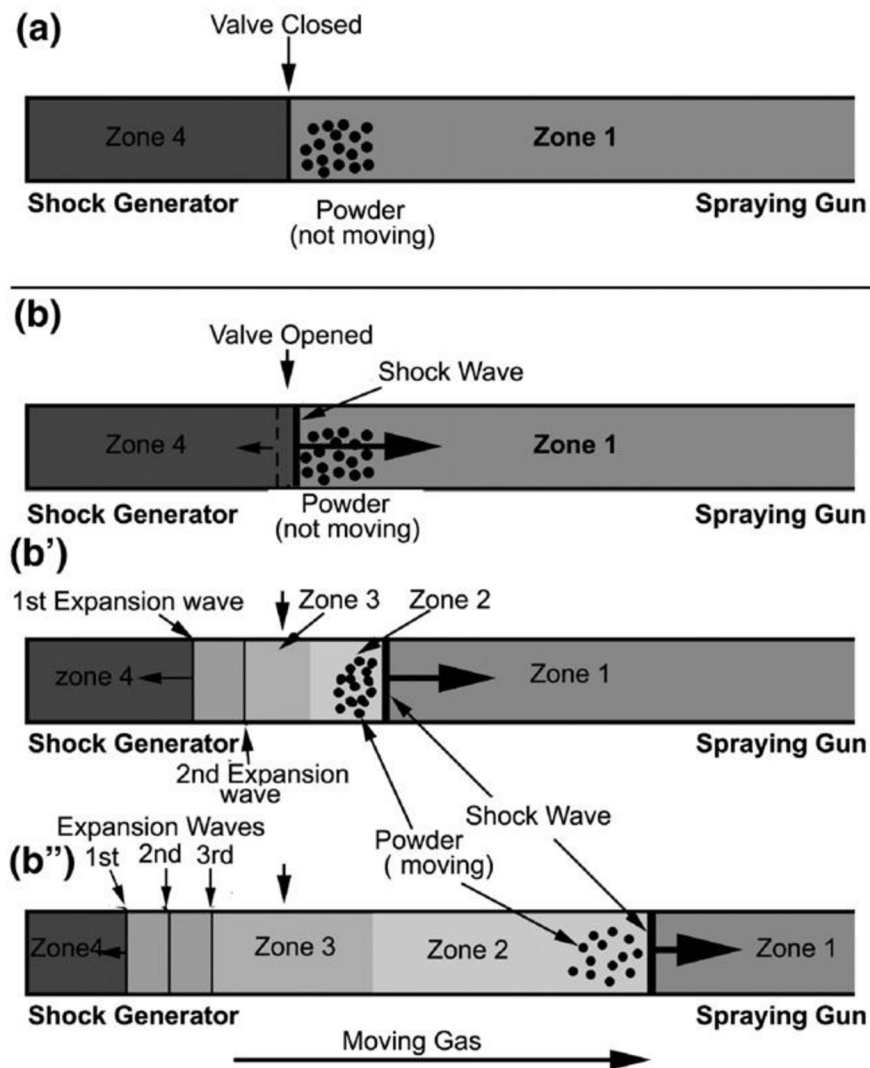 (a)
Valve Closed
Zone 4
Zone 1
Shock Generator
Powder
(not moving)
Spraying Gun
(b)
Valve Opened
Shock Wave
Zone 4
Zone 1
Shock Generator
Powder
(not moving)
Spraying Gun
(b')
1st Expansion wave
Zone 3
Zone 2
zone 4
Zone 1
Shock Generator
Spraying Gun
2nd Expansion
wave
Shock Wave
Powder
( moving)
Expansion Waves
(b")
1st
2nd
3rd
Zone4
Zone 3
Zone 2
Zone 1
Shock Generator
Spraying Gun
Moving Gas